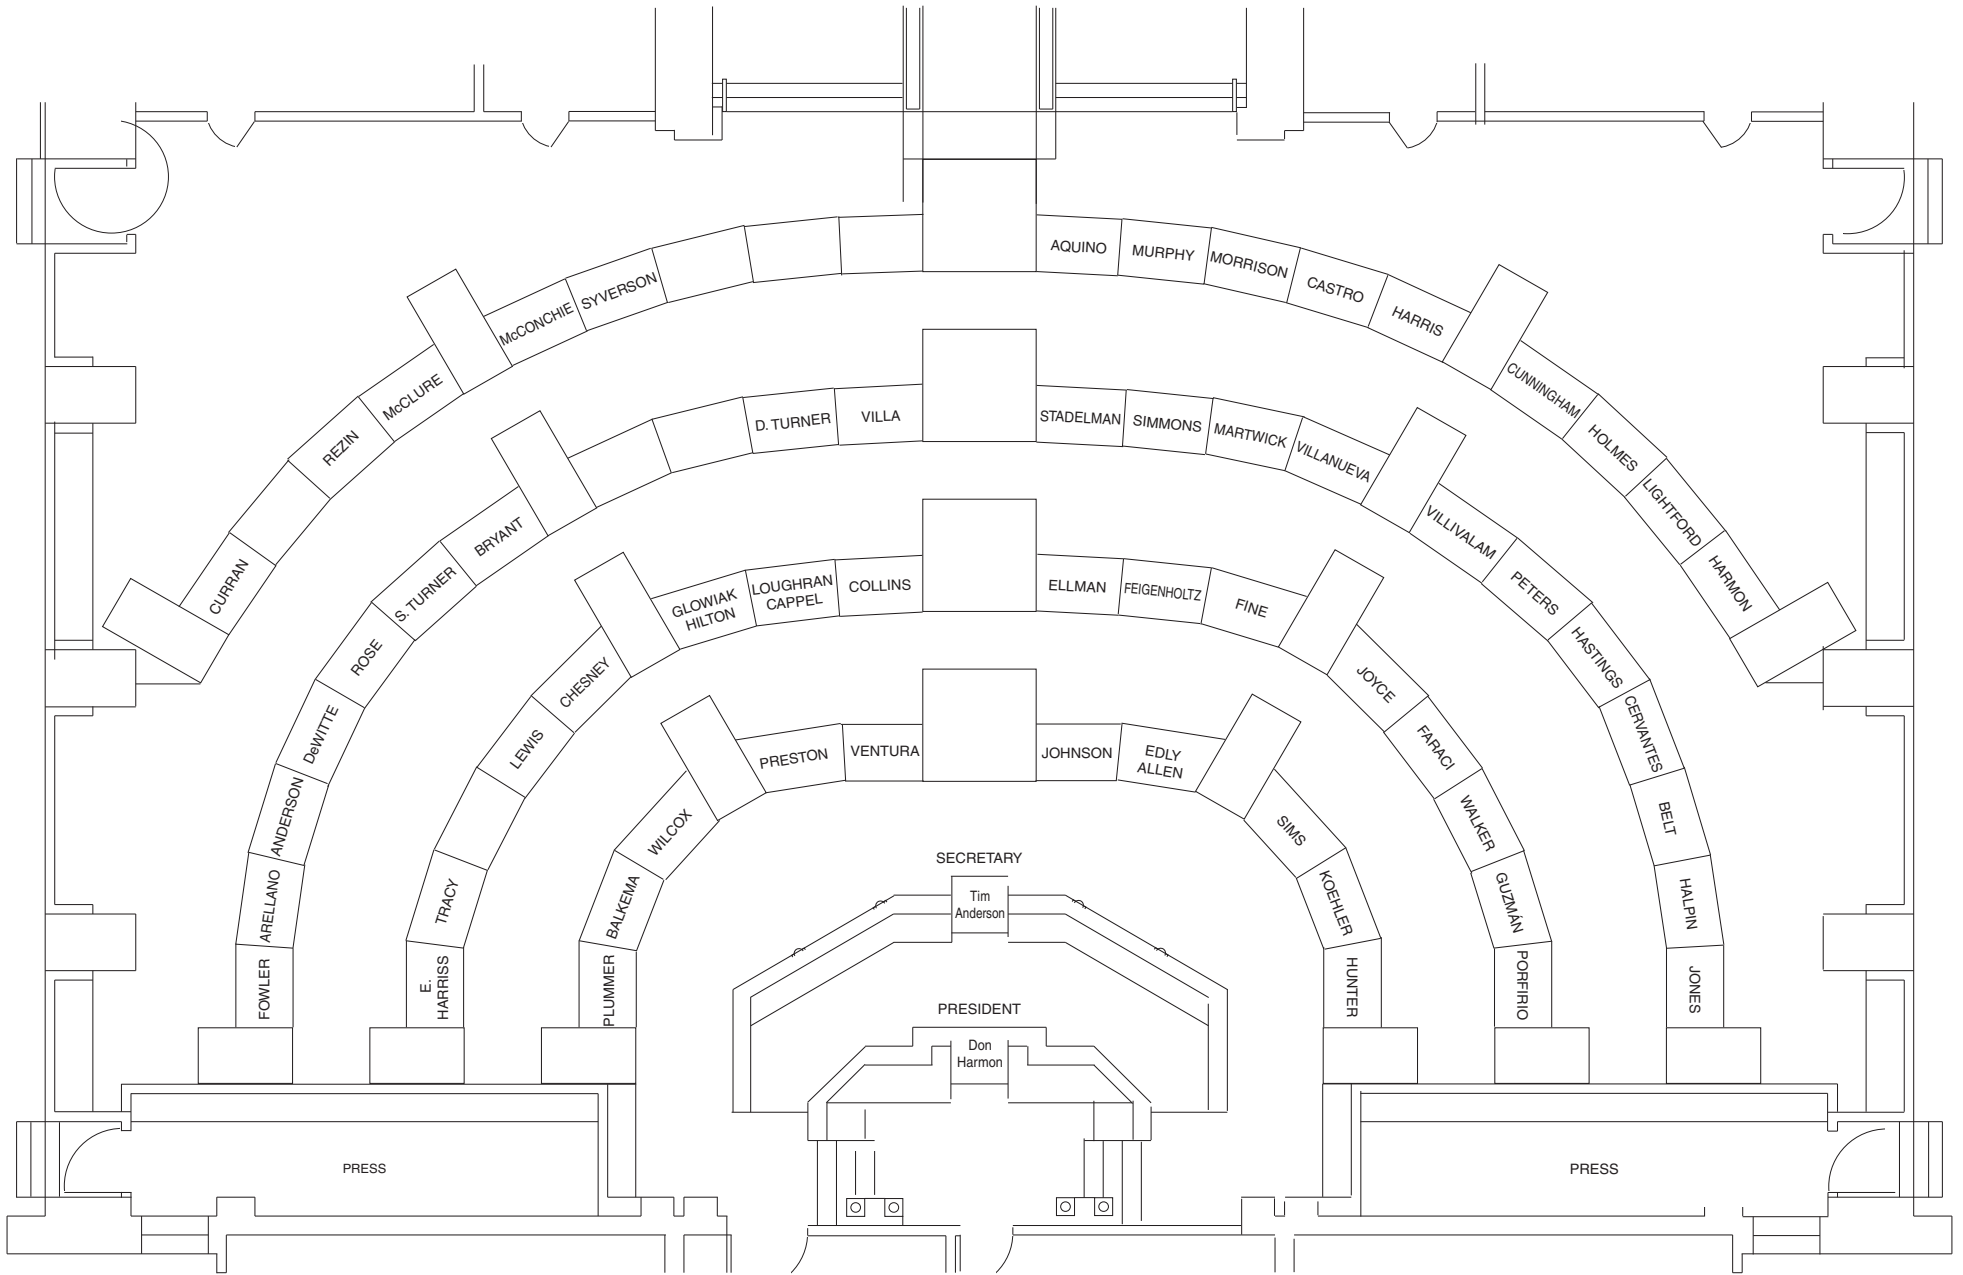 CURRAN
REZIN
McCLURE
McCONCHIE
SYVERSON
AQUINO
MURPHY
MORRISON
CASTRO
HARRIS
CUNNINGHAM
HOLMES
LIGHTFORD
HARMON
FOWLER
ARELLANO
ANDERSON
DeWITTE
ROSE
S. TURNER
BRYANT
D. TURNER
VILLA
STADELMAN
SIMMONS
MARTWICK
VILLANUEVA
VILLIVALAM
PETERS
HASTINGS
CERVANTES
BELT
HALPIN
JONES
E.
HARRISS
TRACY
LEWIS
CHESNEY
GLOWIAK
HILTON
LOUGHRAN
CAPPEL
COLLINS
ELLMAN
FEIGENHOLTZ
FINE
JOYCE
FARACI
WALKER
GUZMÁN
PORFIRIO
PLUMMER
BALKEMA
WILCOX
PRESTON
VENTURA
JOHNSON
EDLY
ALLEN
SIMS
KOEHLER
HUNTER
SECRETARY
Tim
Anderson
PRESIDENT
Don
Harmon
PRESS
PRESS